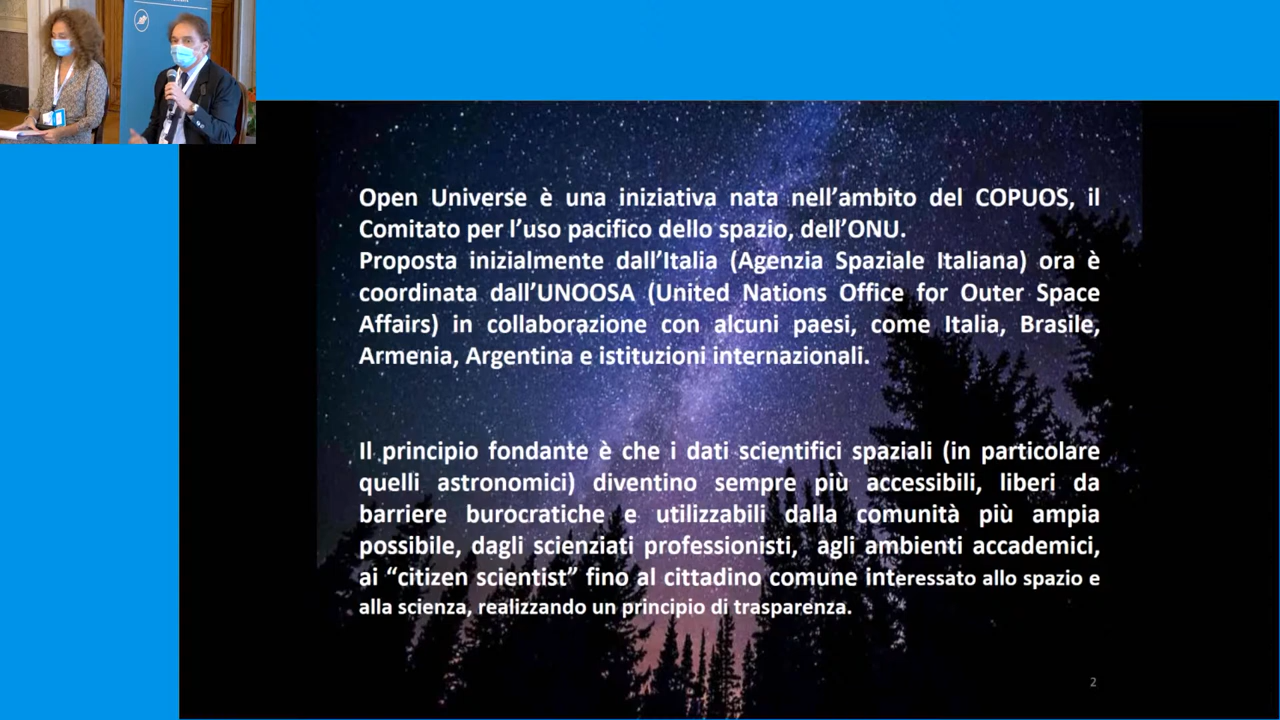 Open Universe è una iniziativa nata nell’ambito del COPUOS, il
Comitato per l’uso pacifico dello spazio, dell’ONU.
Proposta inizialmente dall’Italia (Agenzia Spaziale Italiana) ora è
coordinata dall’UNOOSA (United Nations Office for Outer Space
Affairs) in collaborazione con alcuni paesi, come Italia, Brasile,
Armenia, Argentina e istituzioni internazionali.
Il principio fondante è che i dati scientifici spaziali (in particolare
quelli astronomici) diventino sempre più accessibili, liberi da
barriere burocratiche e utilizzabili dalla comunità più ampia
possibile, dagli scienziati professionisti, agli ambienti accademici,
ai “citizen scientist” fino al cittadino comune interessato allo spazio e
alla scienza, realizzando un principio di trasparenza.
2